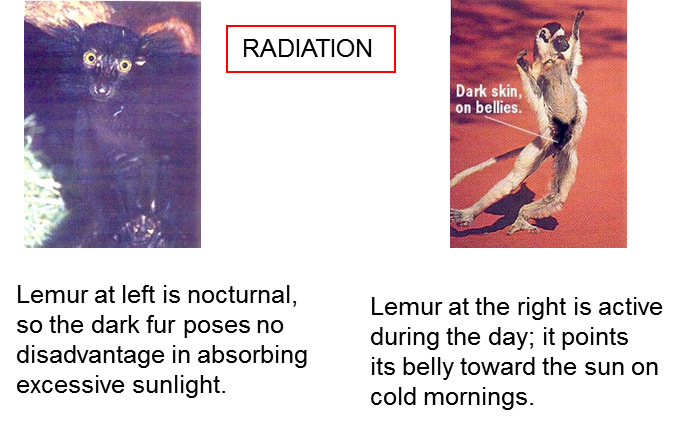 RADIATION
Dark skin,
on bellies.
Lemur at left is nocturnal,
so the dark fur poses no
disadvantage in absorbing
excessive sunlight.
Lemur at the right is active
during the day; it points
its belly toward the sun on
cold mornings.